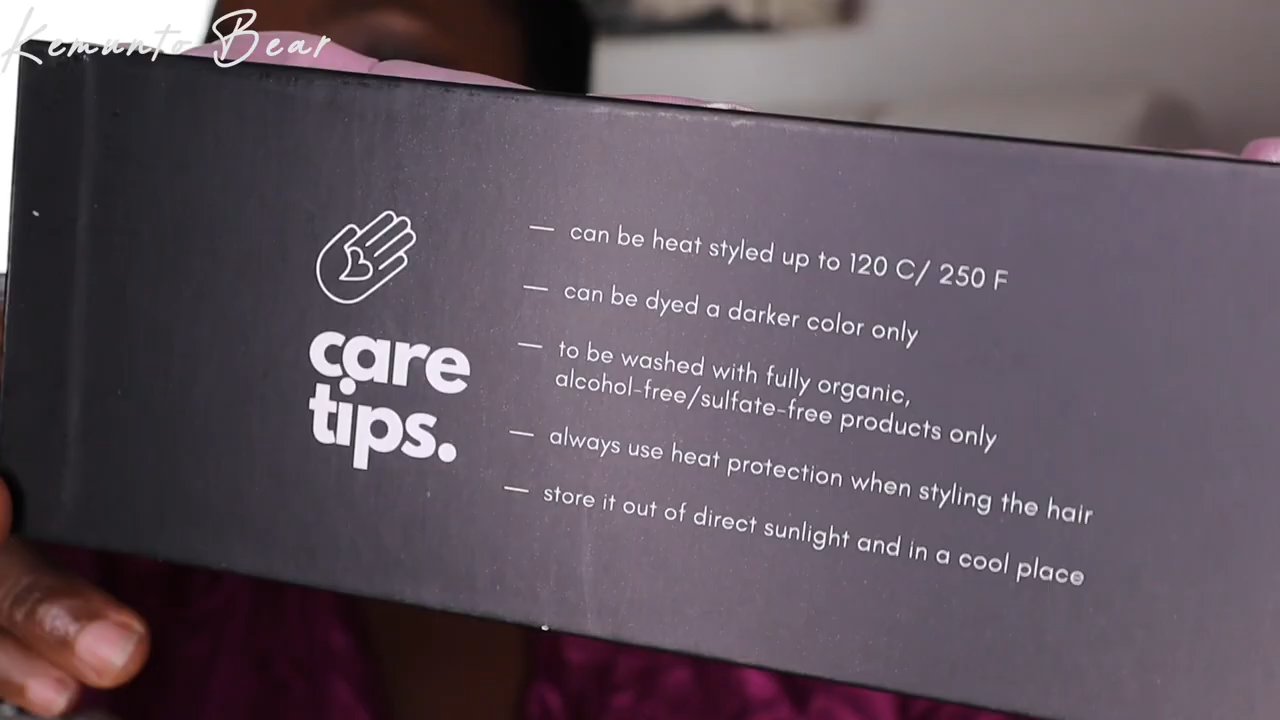 Kemunto Bear
care
tips.
— can be heat styled up to 120 C/ 250 F
— can be dyed a darker color only
— to be washed with fully organic,
alcohol-free/sulfate-free products only
— always use heat protection when styling the hair
— store it out of direct sunlight and in a cool place